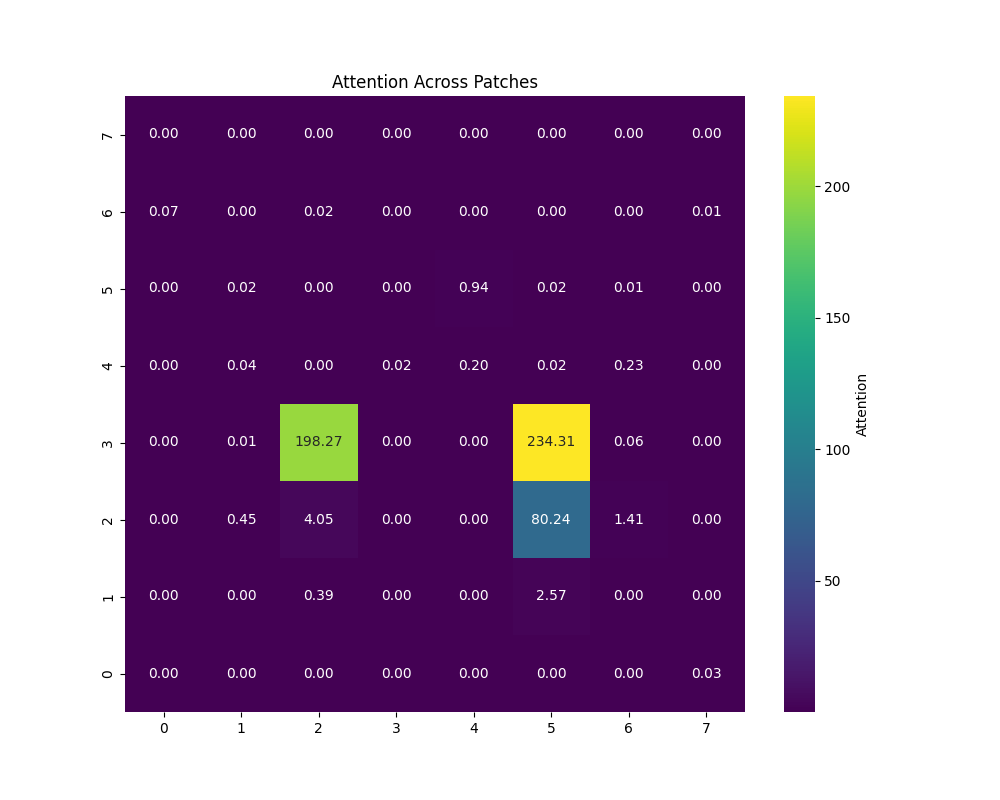 Attention Across Patches
7 0.00 0.00 0.00 0.00 0.00 0.00 0.00 0.00
6 0.07 0.00 0.02 0.00 0.00 0.00 0.00 0.01
5 0.00 0.02 0.00 0.00 0.94 0.02 0.01 0.00
4 0.00 0.04 0.00 0.02 0.20 0.02 0.23 0.00
3 0.00 0.01 198.27 0.00 0.00 234.31 0.06 0.00
2 0.00 0.45 4.05 0.00 0.00 80.24 1.41 0.00
1 0.00 0.00 0.39 0.00 0.00 2.57 0.00 0.00
0 0.00 0.00 0.00 0.00 0.00 0.00 0.00 0.03
0 1 2 3 4 5 6 7
200
150
100
50
Attention